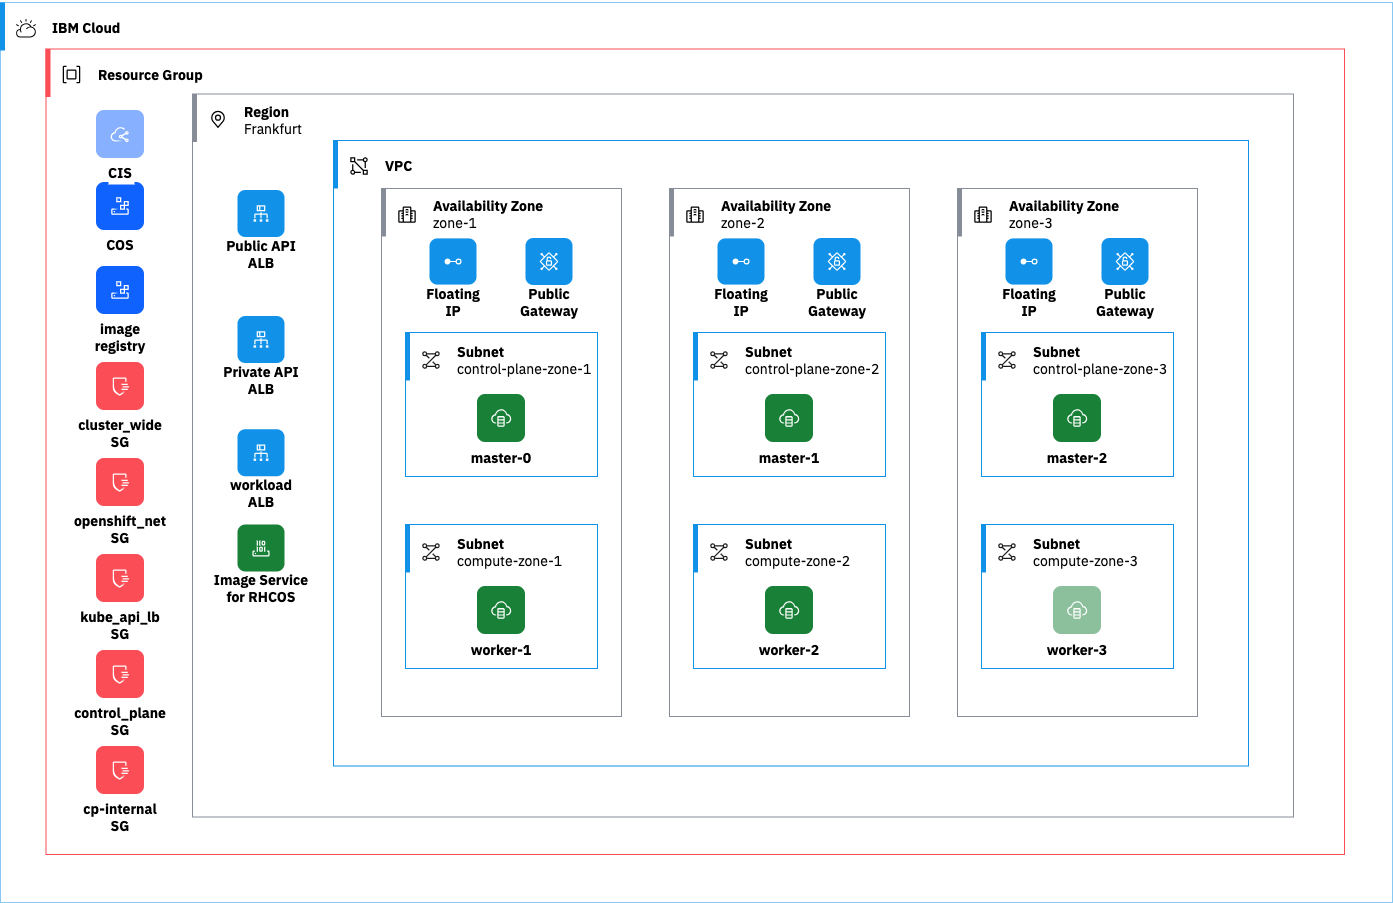 IBM Cloud
Resource Group
CIS
COS
image
registry
cluster_wide
SG
openshift_net
SG
kube_api_lb
SG
control_plane
SG
cp-internal
SG
Region
Frankfurt
Public API
ALB
Private API
ALB
workload
ALB
Image Service
for RHCOS
VPC
Availability Zone
zone-1
Floating
IP
Public
Gateway
Subnet
control-plane-zone-1
master-0
Subnet
compute-zone-1
worker-1
Availability Zone
zone-2
Floating
IP
Public
Gateway
Subnet
control-plane-zone-2
master-1
Subnet
compute-zone-2
worker-2
Availability Zone
zone-3
Floating
IP
Public
Gateway
Subnet
control-plane-zone-3
master-2
Subnet
compute-zone-3
worker-3